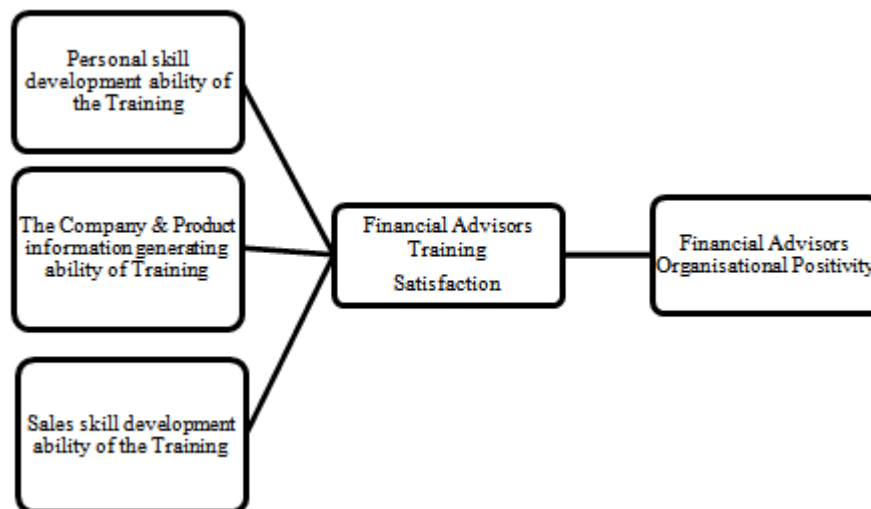 Personal skill
development ability of
the Training
The Company & Product
information generating
ability of Training
Sales skill development
ability of the Training
Financial Advisors
Training
Satisfaction
Financial Advisors
Organisational Positivity